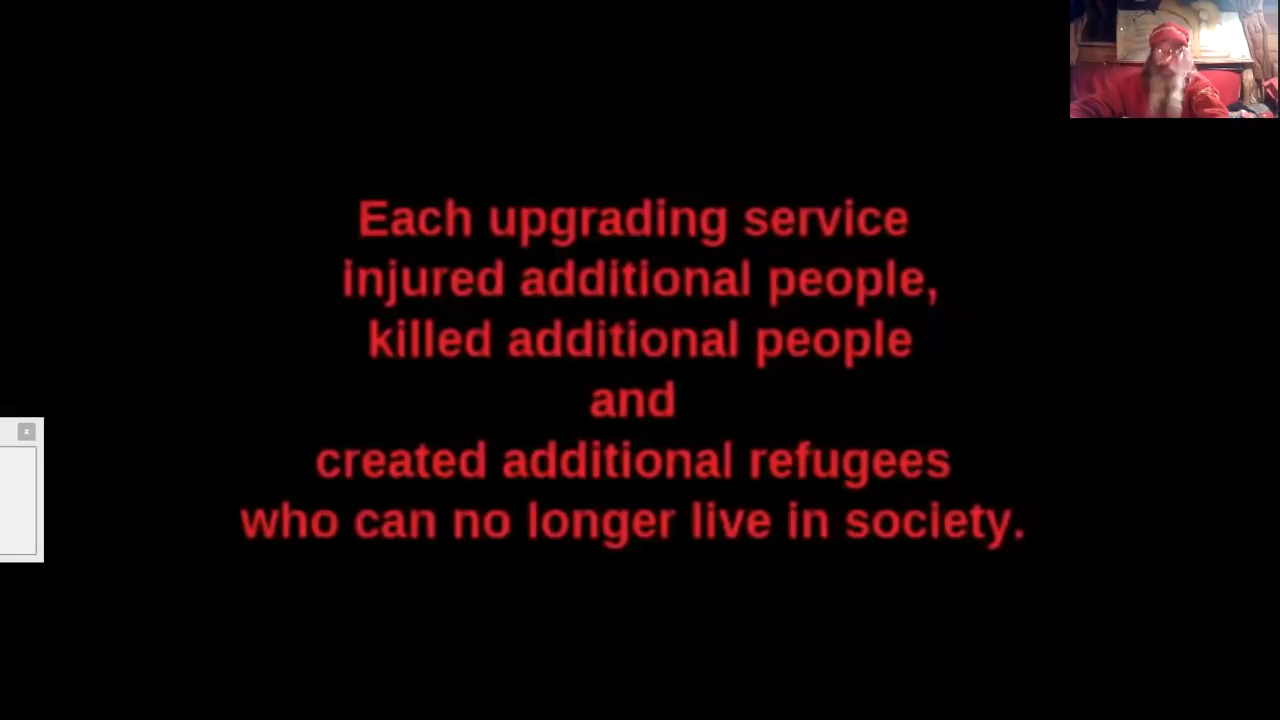 Each upgrading service
injured additional people,
killed additional people
and
created additional refugees
who can no longer live in society.
x